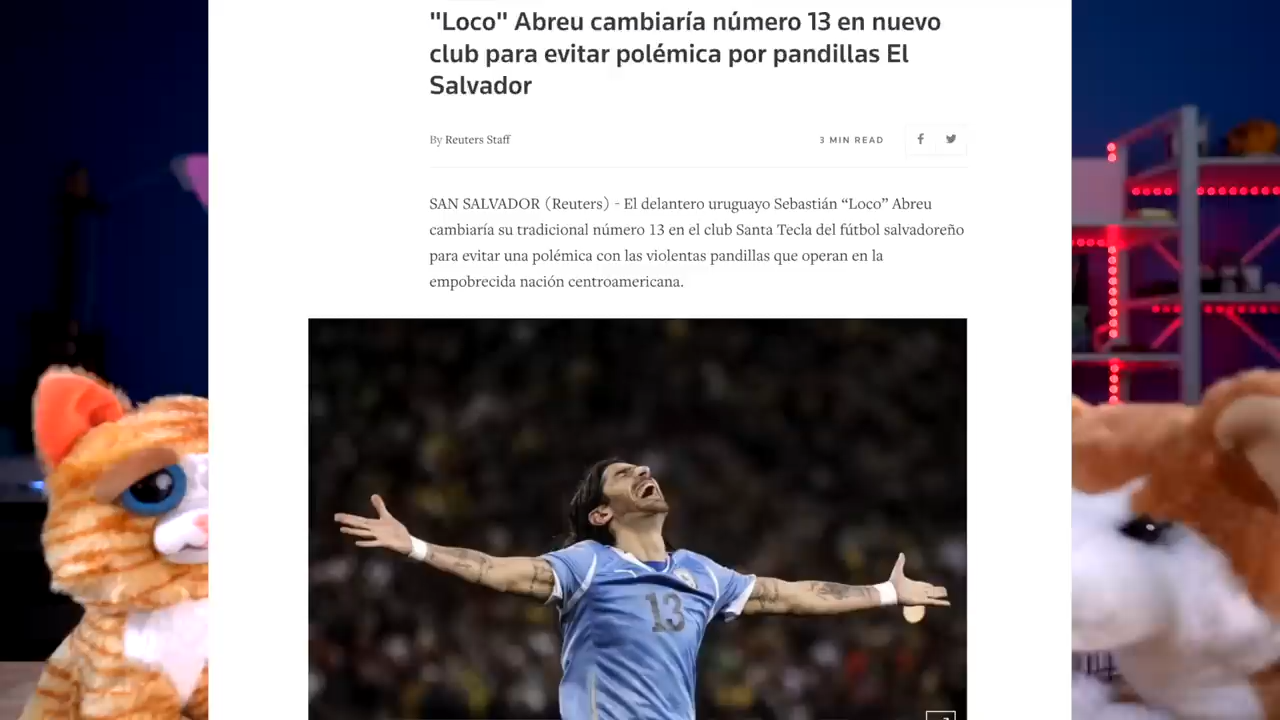 "Loco" Abreu cambiaría número 13 en nuevo
club para evitar polémica por pandillas El
Salvador
By Reuters Staff
3 MIN READ
SAN SALVADOR (Reuters) - El delantero uruguayo Sebastián “Loco” Abreu
cambiaría su tradicional número 13 en el club Santa Tecla del fútbol salvadoreño
para evitar una polémica con las violentas pandillas que operan en la
empobrecida nación centroamericana.
13